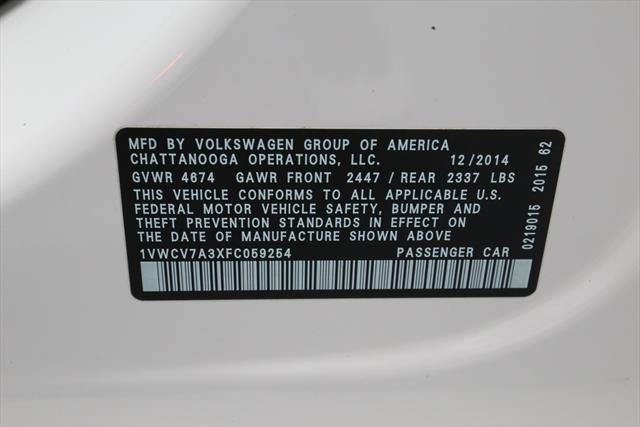 MFD BY VOLKSWAGEN GROUP OF AMERICA
CHATTANOOGA OPERATIONS, LLC. 12/2014
GVWR 4674 GAWR FRONT 2447 / REAR 2337 LBS
THIS VEHICLE CONFORMS TO ALL APPLICABLE U.S.
FEDERAL MOTOR VEHICLE SAFETY, BUMPER AND
THEFT PREVENTION STANDARDS IN EFFECT ON
THE DATE OF MANUFACTURE SHOWN ABOVE
1VWCV7A3XFC059254 PASSENGER CAR
0219015 2015 62